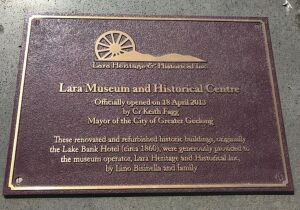 Lara Heritage & Historical Inc
Lara Museum and Historical Centre
Officially opened on 18 April 2013
by Cr Keith Fagg
Mayor of the City of Greater Geelong
These renovated and refurbished historic buildings, originally
the Lake Bank Hotel (circa 1860), were generously provided to
the museum operator, Lara Heritage and Historical Inc,
by Lino Bisinella and family